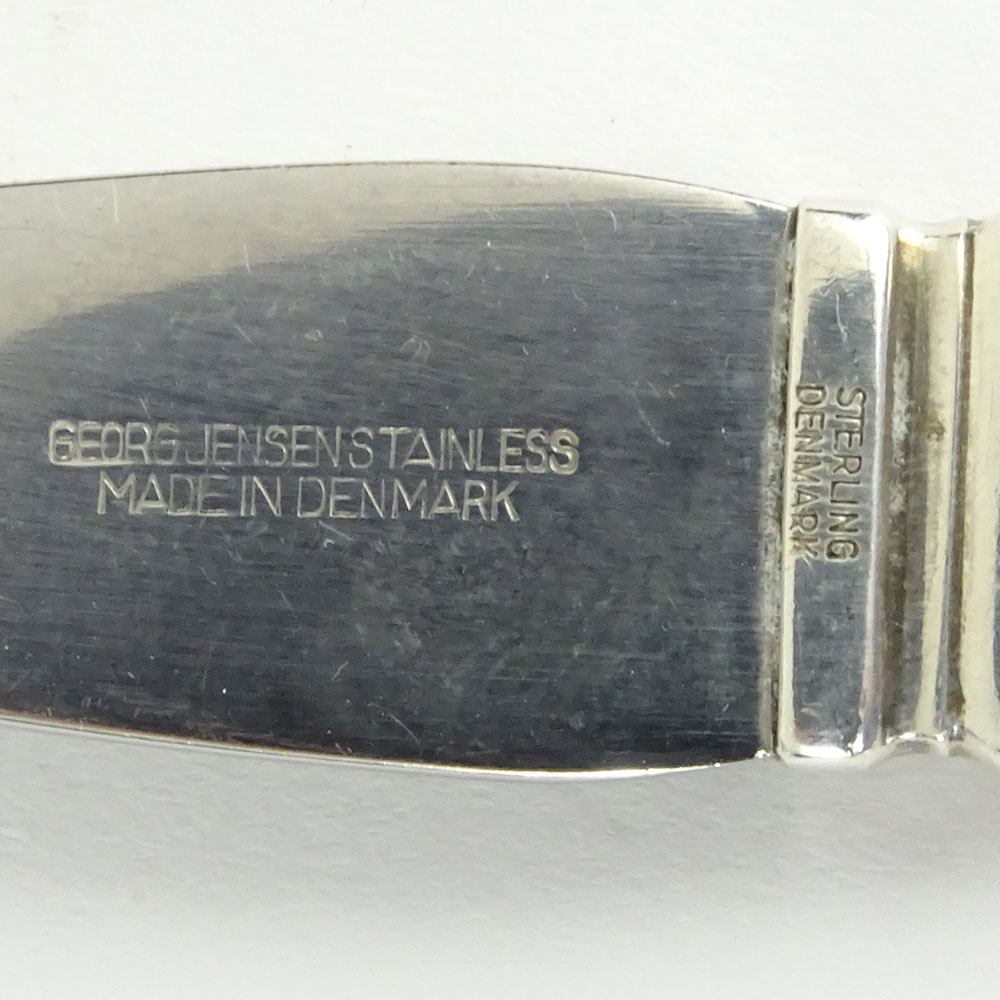 GEORG JENSEN STAINLESS
MADE IN DENMARK
STERLING
DENMARK